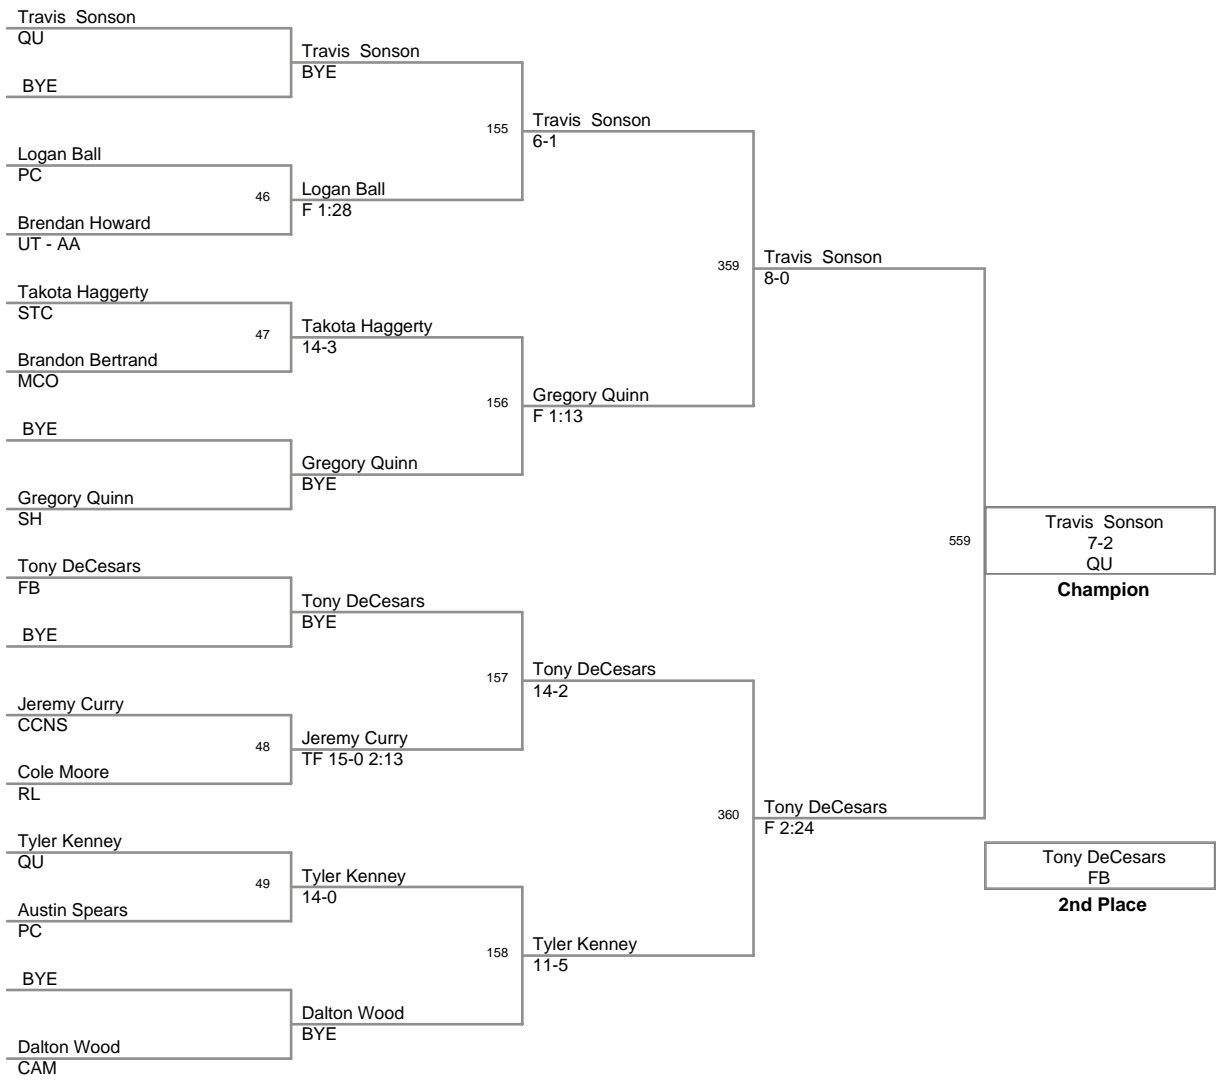 Travis  Sonson
QU
BYE
Logan Ball
PC
Brendan Howard
UT - AA
Takota Haggerty
STC
Brandon Bertrand
MCO
BYE
Gregory Quinn
SH
Tony DeCesars
FB
BYE
Jeremy Curry
CCNS
Cole Moore
RL
Tyler Kenney
QU
Austin Spears
PC
BYE
Dalton Wood
CAM
46
47
48
49
Travis  Sonson
BYE
Logan Ball
F 1:28
Takota Haggerty
14-3
Gregory Quinn
BYE
Tony DeCesars
BYE
Jeremy Curry
TF 15-0 2:13
Tyler Kenney
14-0
Dalton Wood
BYE
155
156
157
158
Travis  Sonson
6-1
Gregory Quinn
F 1:13
Tony DeCesars
14-2
Tyler Kenney
11-5
359
360
Travis  Sonson
8-0
Tony DeCesars
F 2:24
559
Travis  Sonson
7-2
QU
Champion
Tony DeCesars
FB
2nd Place